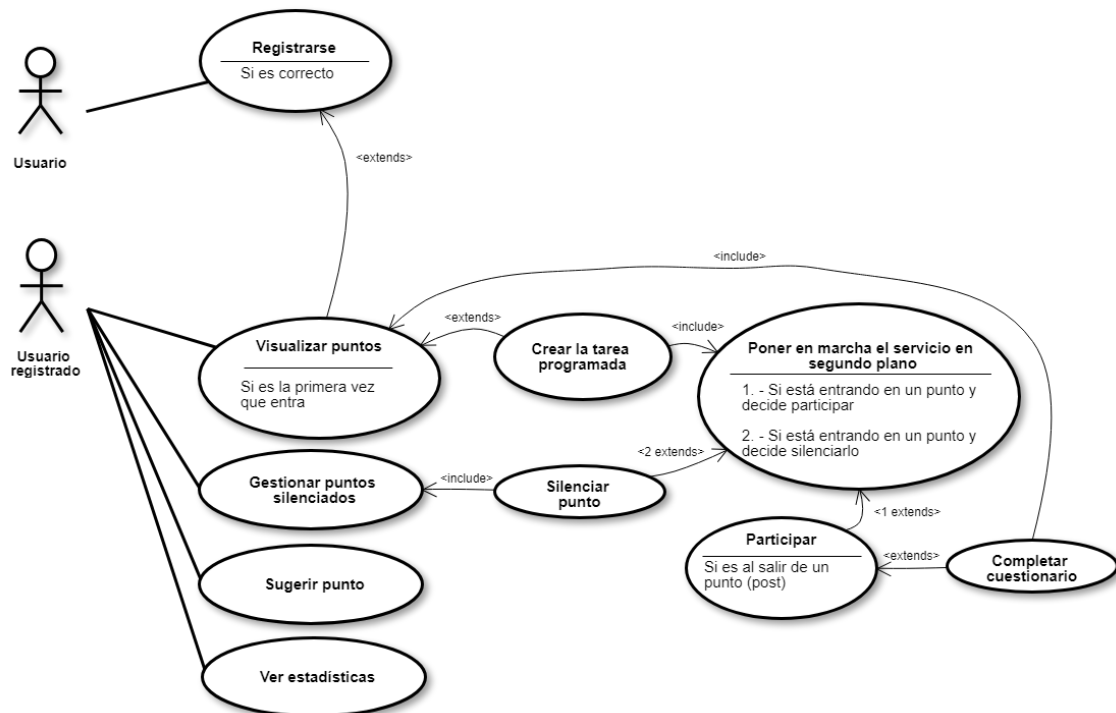 Registrarse
Si es correcto
Usuario
<extends>
<include>
Usuario
registrado
Visualizar puntos
Si es la primera vez
que entra
<extends>
Crear la tarea
programada
<include>
Poner en marcha el servicio en
segundo plano
1. - Si está entrando en un punto y
decide participar
2. - Si está entrando en un punto y
decide silenciarlo
Gestionar puntos
silenciados
<include>
Silenciar
punto
<2 extends>
<1 extends>
Participar
Si es al salir de un
punto (post)
<extends>
Completar
cuestionario
Sugerir punto
Ver estadísticas